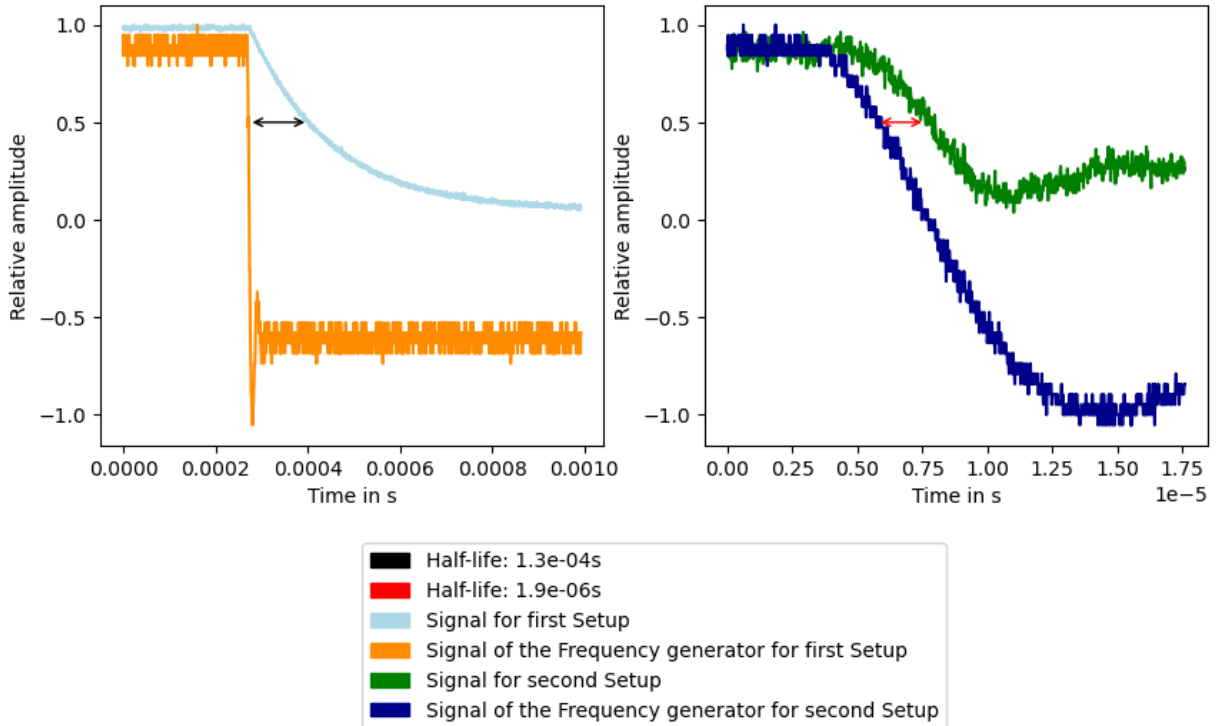 1.0
0.5
0.0
−0.5
−1.0
Relative amplitude
0.0000 0.0002 0.0004 0.0006 0.0008 0.0010
Time in s
1.0
0.5
0.0
−0.5
−1.0
Relative amplitude
0.00 0.25 0.50 0.75 1.00 1.25 1.50 1.75
1e−5
Time in s
Half-life: 1.3e-04s
Half-life: 1.9e-06s
Signal for first Setup
Signal of the Frequency generator for first Setup
Signal for second Setup
Signal of the Frequency generator for second Setup